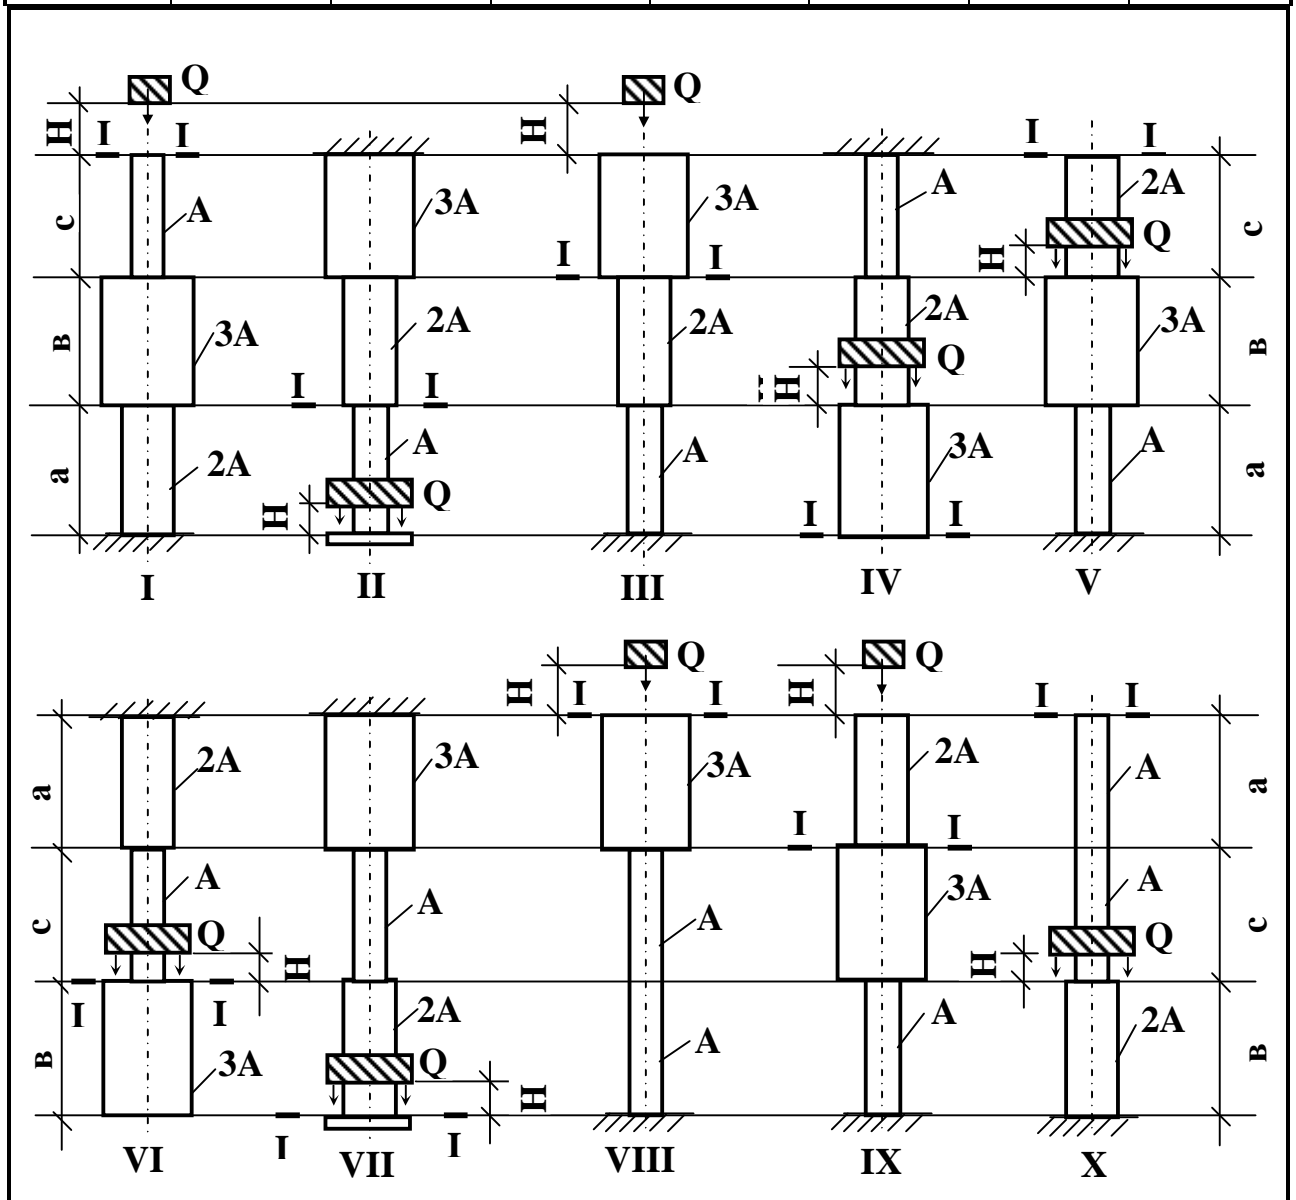 Q Q
H I I H I I
A 3A 3A A 2A
c I I Q c
H
3A 2A 2A 2A 3A
в Q в
I I H
A
2A A 3A A
a Q a
H I I
I II III IV V
Q Q
H I I H I I
2A 3A 3A 2A A
a a
I I
A A A 3A A
c Q Q c
H H
I I
2A A A 2A
в 3A Q в
H
I I
VI VII VIII IX X